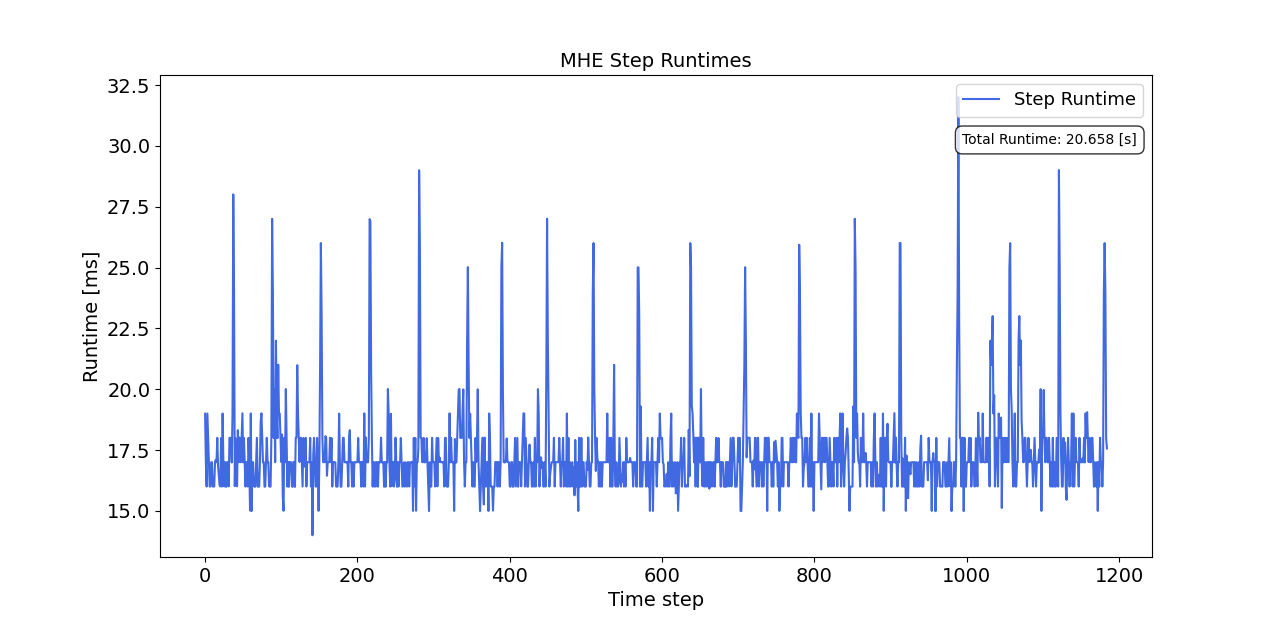 MHE Step Runtimes
32.5
30.0
27.5
25.0
22.5
20.0
17.5
15.0
Runtime [ms]
Step Runtime
Total Runtime: 20.658 [s]
0 200 400 600 800 1000 1200
Time step